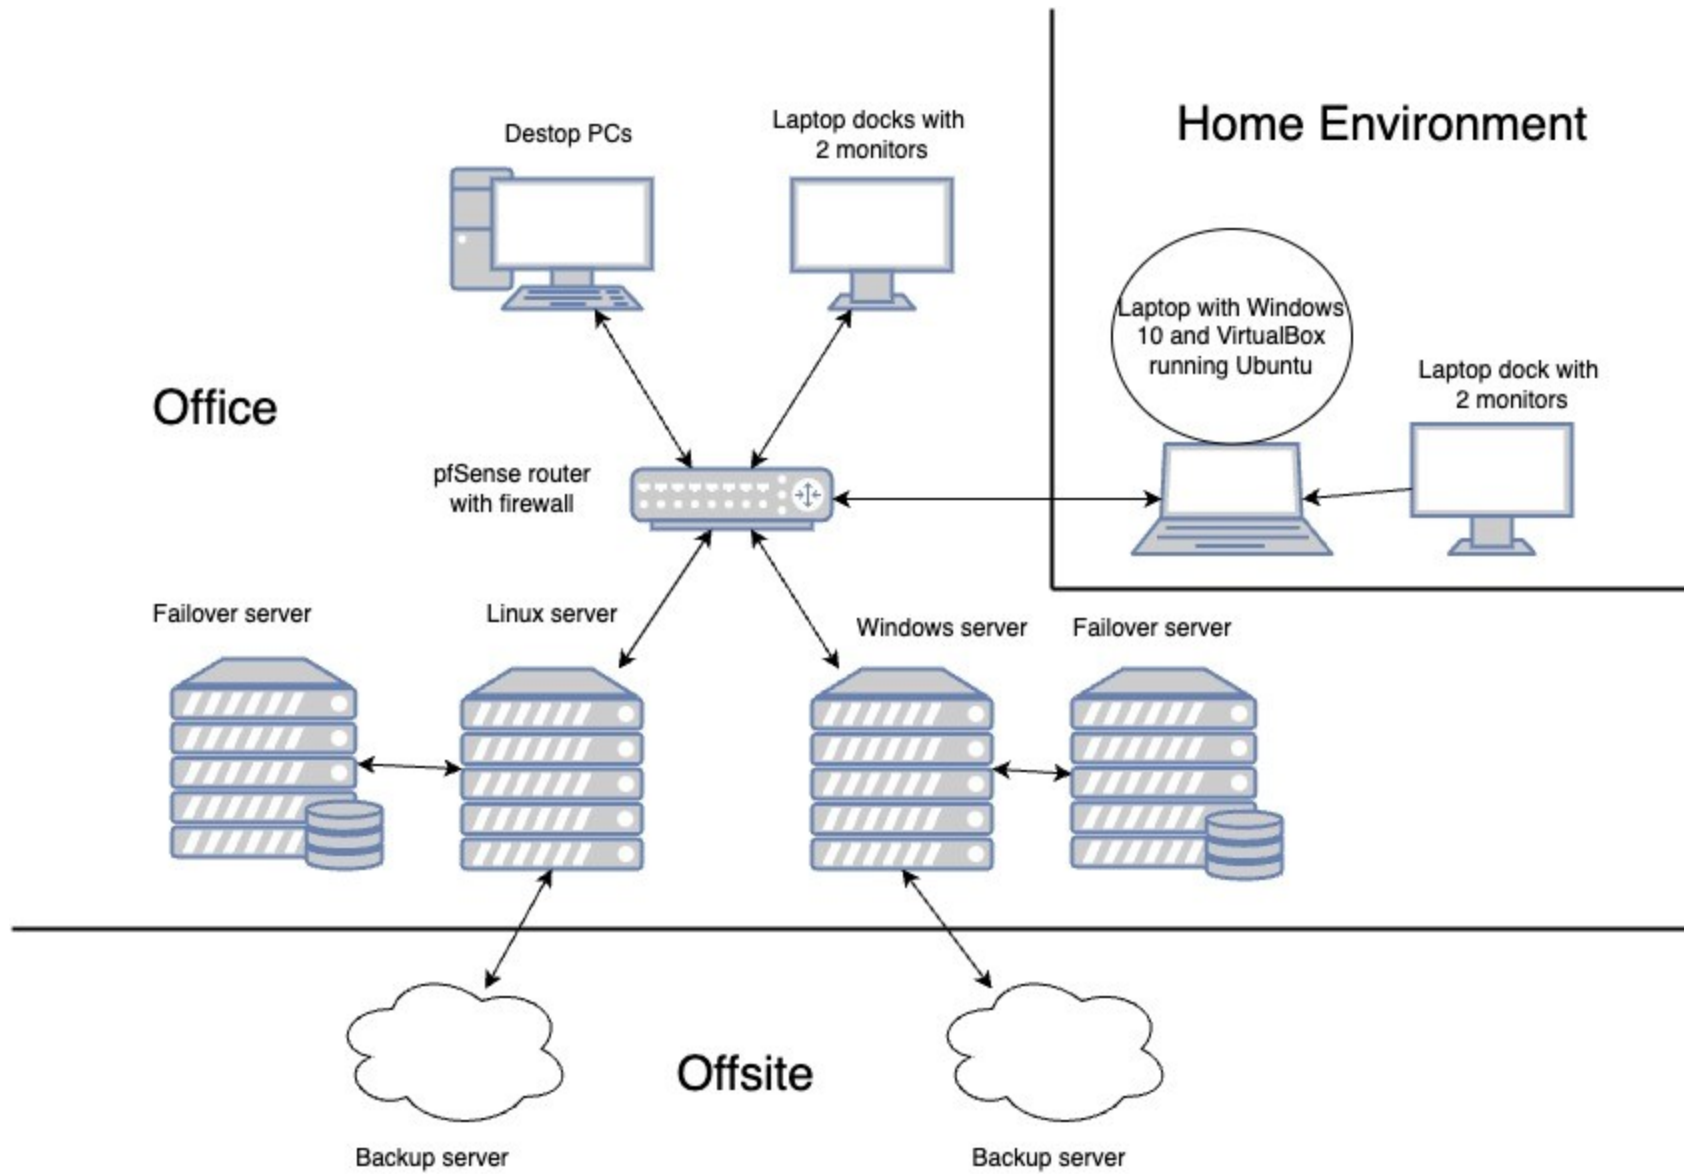 Destop PCs
Laptop docks with
2 monitors
Home Environment
Laptop with Windows
10 and VirtualBox
running Ubuntu
Laptop dock with
2 monitors
Office
pfSense router
with firewall
Failover server
Linux server
Windows server
Failover server
Offsite
Backup server
Backup server